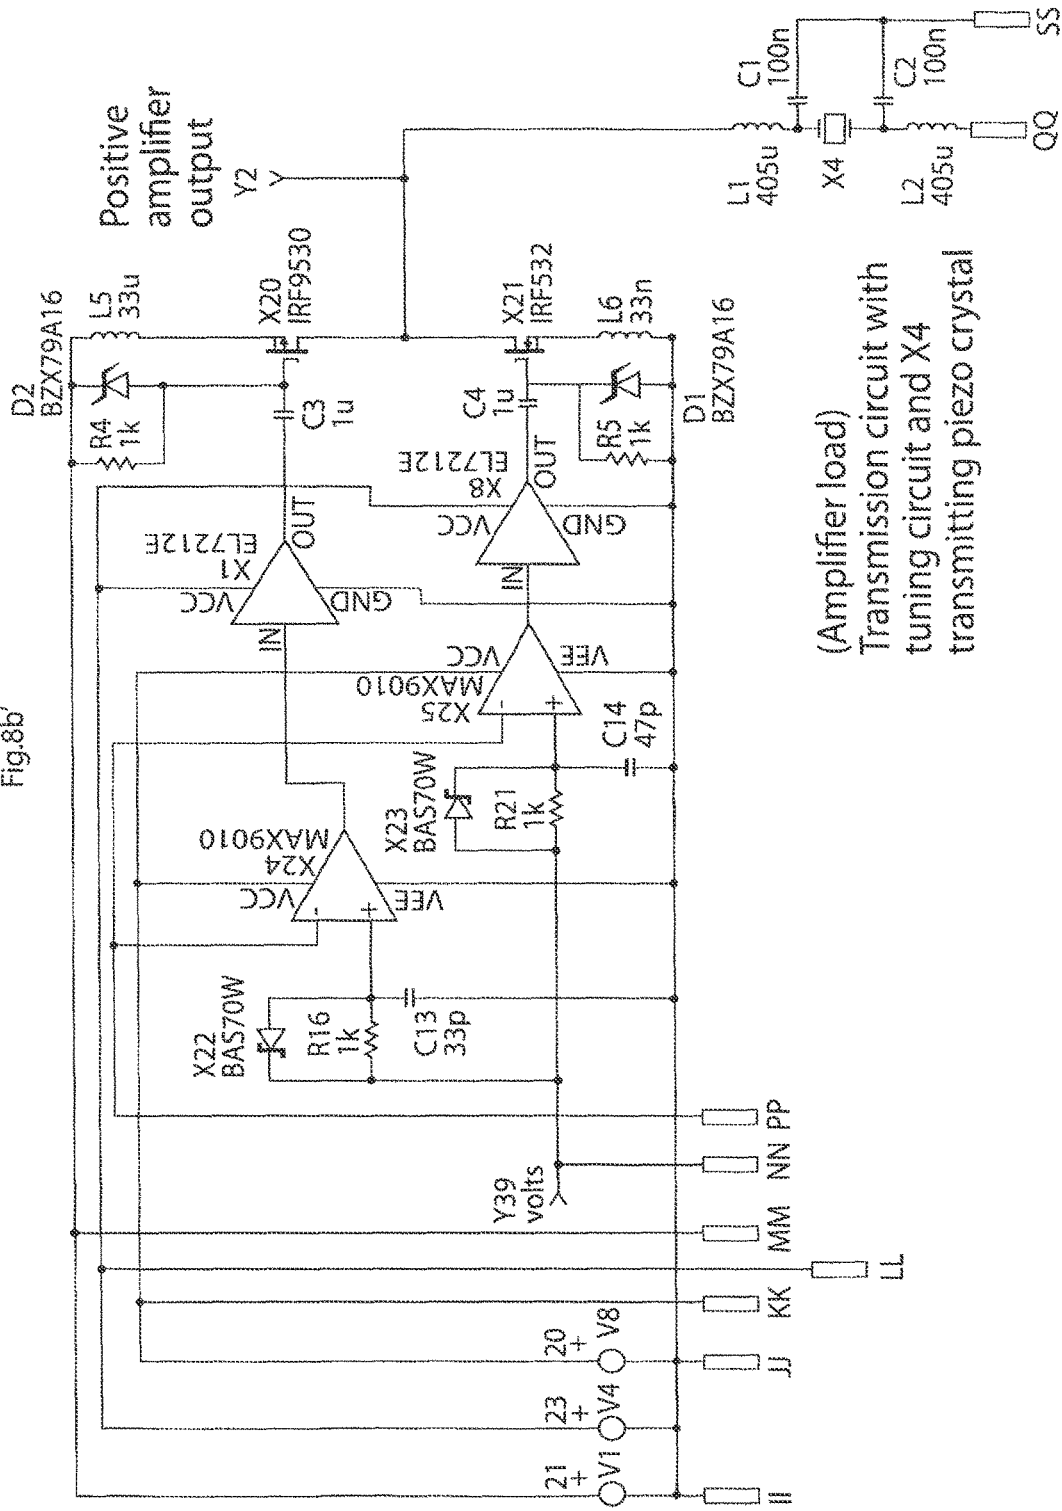 Fig.8b'
D2
BZX79A16
L5
33u
R4
1k
Positive
amplifier
output
Y2
X20
IRF9530
C3
1u
X1
EL7212E
VCC
GND
IN
OUT
X8
EL7212E
VCC
GND
IN
OUT
C4
1u
X21
IRF532
L6
33n
R5
1k
D1
BZX79A16
X24
MAX9010
VCC
VEE
-
+
X25
MAX9010
VCC
VEE
-
+
X22
BAS70W
R16
1k
C13
33p
X23
BAS70W
R21
1k
C14
47p
Y39
volts
21
+
V1
23
+
V4
20
+
V8
II
JJ
KK
LL
MM
NN
PP
L1
405u
C1
100n
X4
C2
100n
L2
405u
QQ
SS
(Amplifier load)
Transmission circuit with
tuning circuit and X4
transmitting piezo crystal